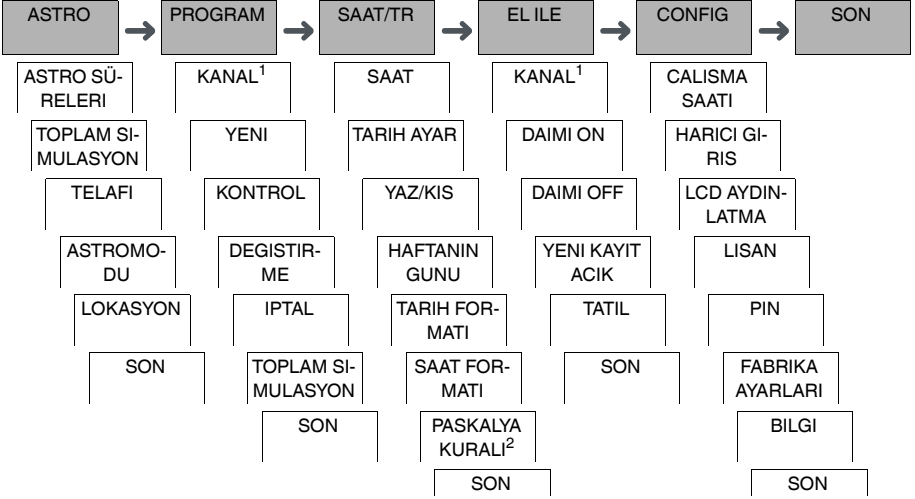 ASTRO
PROGRAM
SAAT/TR
EL ILE
CONFIG
SON
ASTRO SÜ-
RELERI
TOPLAM SI-
MULASYON
TELAFI
ASTROMO-
DU
LOKASYON
SON
KANAL1
YENI
KONTROL
DEGISTIR-
ME
IPTAL
TOPLAM SI-
MULASYON
SON
SAAT
TARIH AYAR
YAZ/KIS
HAFTANIN
GUNU
TARIH FOR-
MATI
SAAT FOR-
MATI
PASKALYA
KURALI2
SON
KANAL1
DAIMI ON
DAIMI OFF
YENI KAYIT
ACIK
TATIL
SON
CALISMA
SAATI
HARICI GI-
RIS
LCD AYDIN-
LATMA
LISAN
PIN
FABRIKA
AYARLARI
BILGI
SON